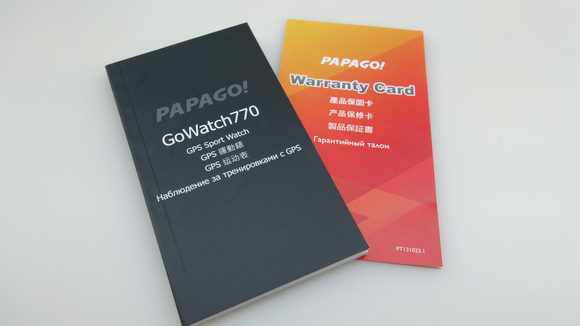 PAPAGO!
GoWatch770
GPS Sport Watch
GPS 運動錶
GPS 运动表
Наблюдение за тренировками с GPS
PAPAGO!
Warranty Card
產品保固卡
产品保修卡
製品保証書
Гарантийный талон
PT131025.1